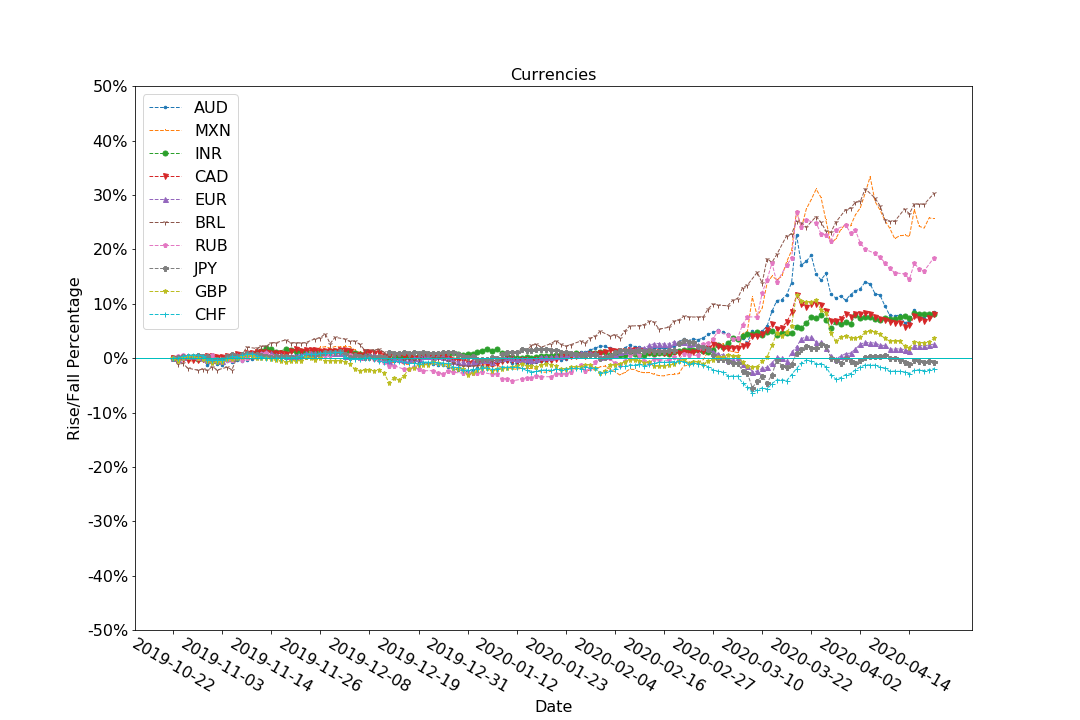 Currencies
50%
40%
30%
20%
10%
0%
-10%
-20%
-30%
-40%
-50%
Rise/Fall Percentage
AUD
MXN
INR
CAD
EUR
BRL
RUB
JPY
GBP
CHF
2019-10-22
2019-11-03
2019-11-14
2019-11-26
2019-12-08
2019-12-19
2019-12-31
2020-01-12
2020-01-23
2020-02-04
2020-02-16
2020-02-27
2020-03-10
2020-03-22
2020-04-02
2020-04-14
Date